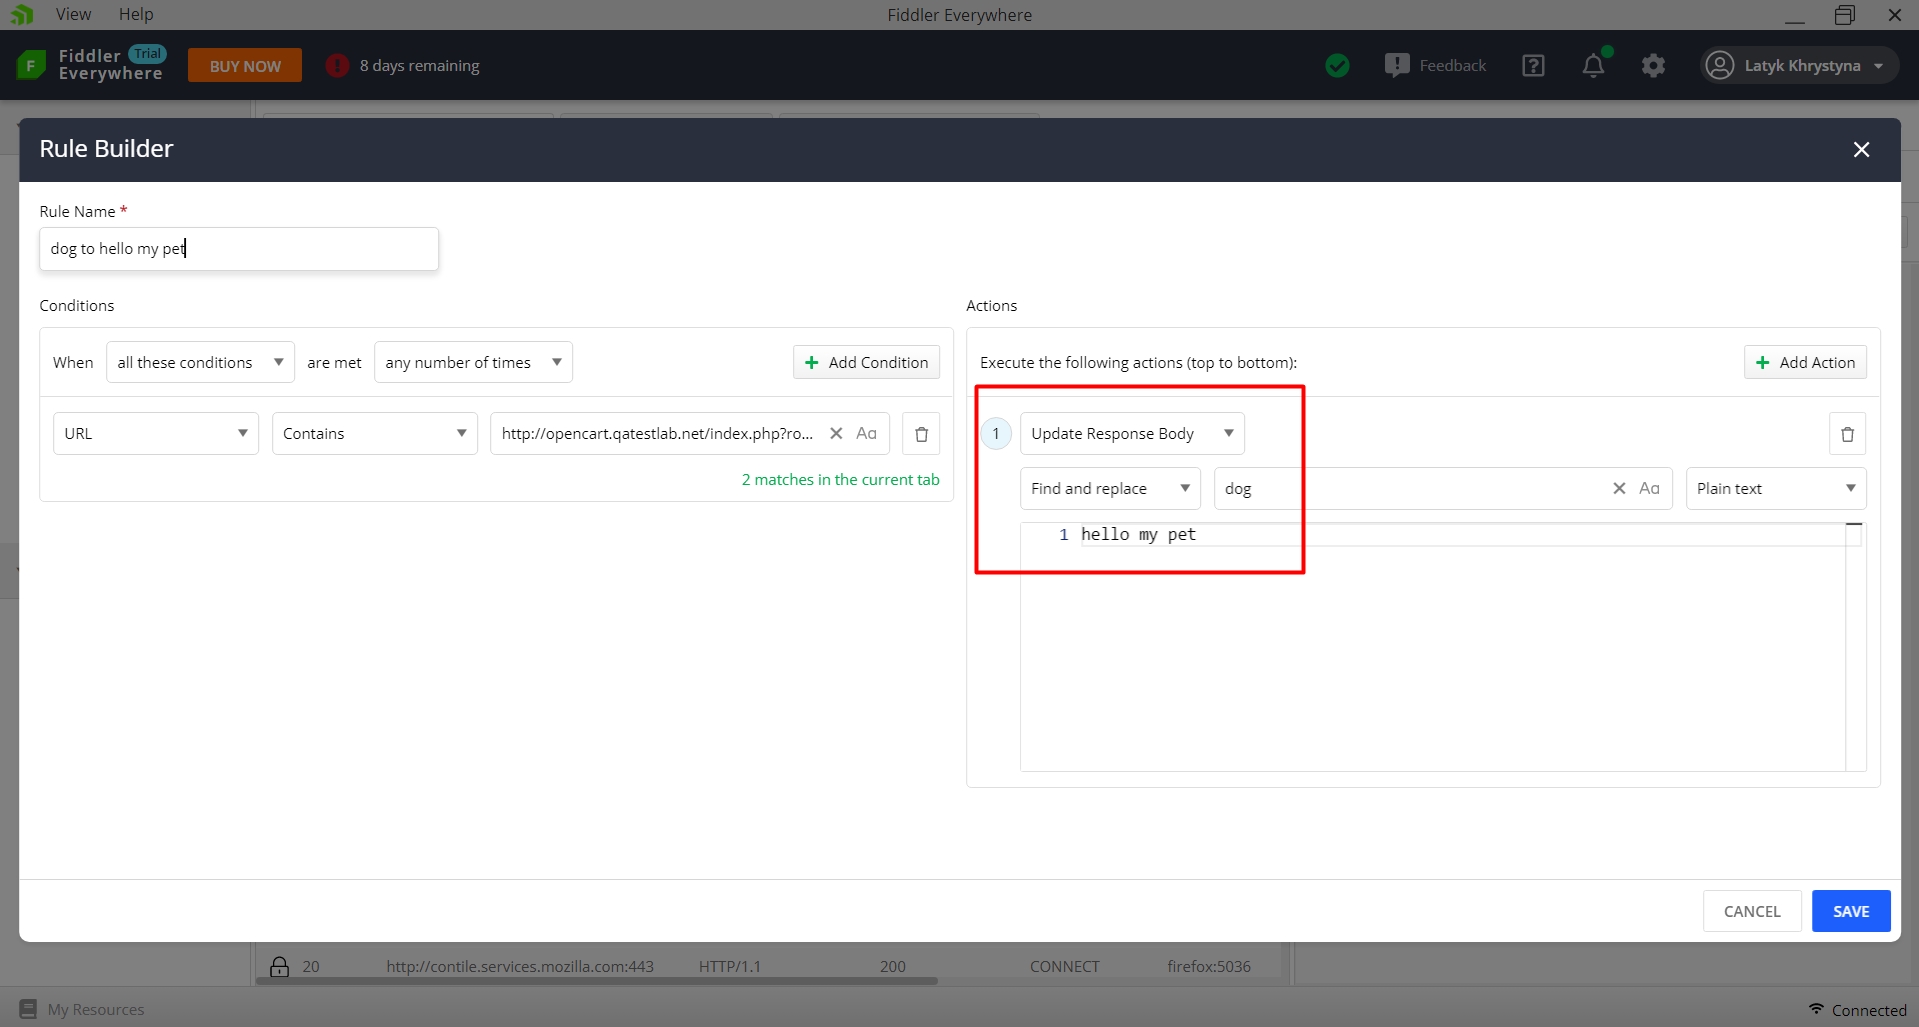 View Help Fiddler Everywhere
Fiddler Everywhere Trial BUY NOW 8 days remaining Feedback Latyk Khrystyna
Rule Builder
Rule Name *
dog to hello my pet
Conditions
When all these conditions are met any number of times + Add Condition
URL Contains http://opencart.qatestlab.net/index.php?ro... Aa
2 matches in the current tab
Actions
Execute the following actions (top to bottom): + Add Action
1 Update Response Body
Find and replace dog Aa Plain text
1 hello my pet
CANCEL SAVE
20 http://contile.services.mozilla.com:443 HTTP/1.1 200 CONNECT firefox:5036
My Resources Connected